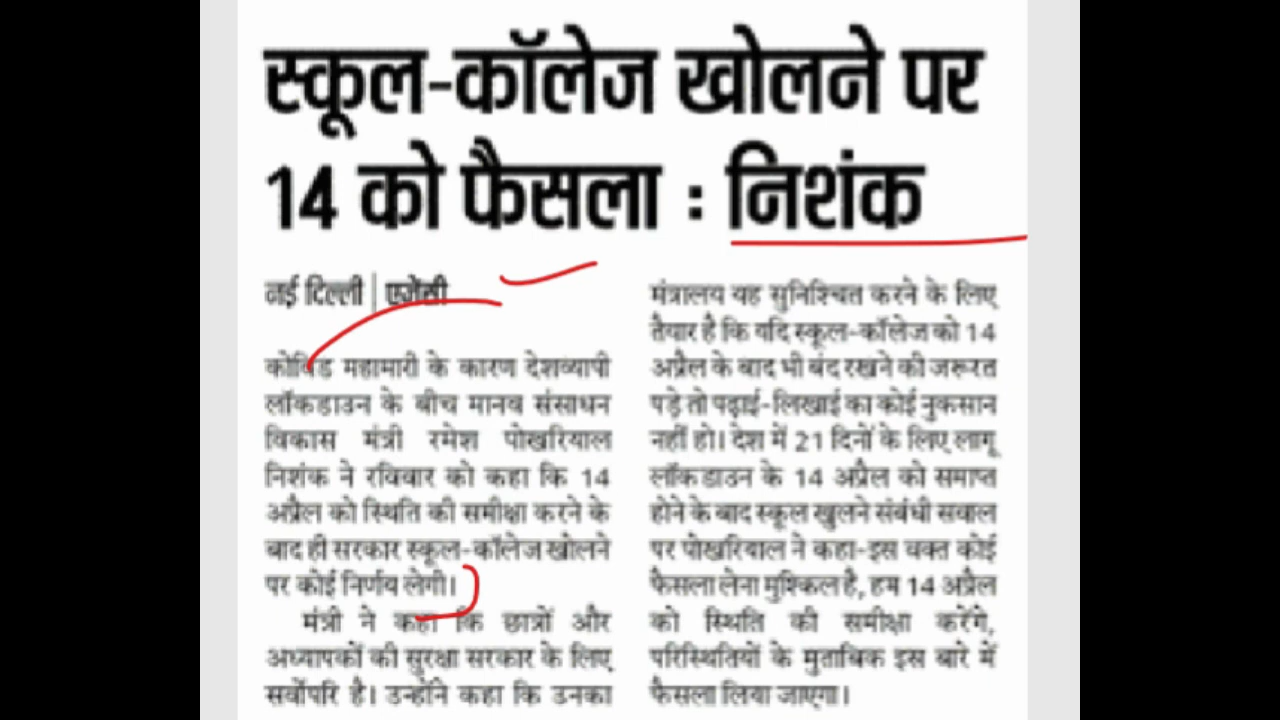 स्कूल-कॉलेज खोलने पर
14 को फैसला : निशंक
नई दिल्ली | एजेंसी
कोविड महामारी के कारण देशव्यापी
लॉकडाउन के बीच मानव संसाधन
विकास मंत्री रमेश पोखरियाल
निशंक ने रविवार को कहा कि 14
अप्रैल को स्थिति की समीक्षा करने के
बाद ही सरकार स्कूल-कॉलेज खोलने
पर कोई निर्णय लेगी।
मंत्री ने कहा कि छात्रों और
अध्यापकों की सुरक्षा सरकार के लिए
सर्वोपरि है। उन्होंने कहा कि उनका
मंत्रालय यह सुनिश्चित करने के लिए
तैयार है कि यदि स्कूल-कॉलेज को 14
अप्रैल के बाद भी बंद रखने की जरूरत
पड़े तो पढ़ाई-लिखाई का कोई नुकसान
नहीं हो। देश में 21 दिनों के लिए लागू
लॉकडाउन के 14 अप्रैल को समाप्त
होने के बाद स्कूल खुलने संबंधी सवाल
पर पोखरियाल ने कहा-इस वक्त कोई
फैसला लेना मुश्किल है, हम 14 अप्रैल
को स्थिति की समीक्षा करेंगे,
परिस्थितियों के मुताबिक इस बारे में
फैसला लिया जाएगा।